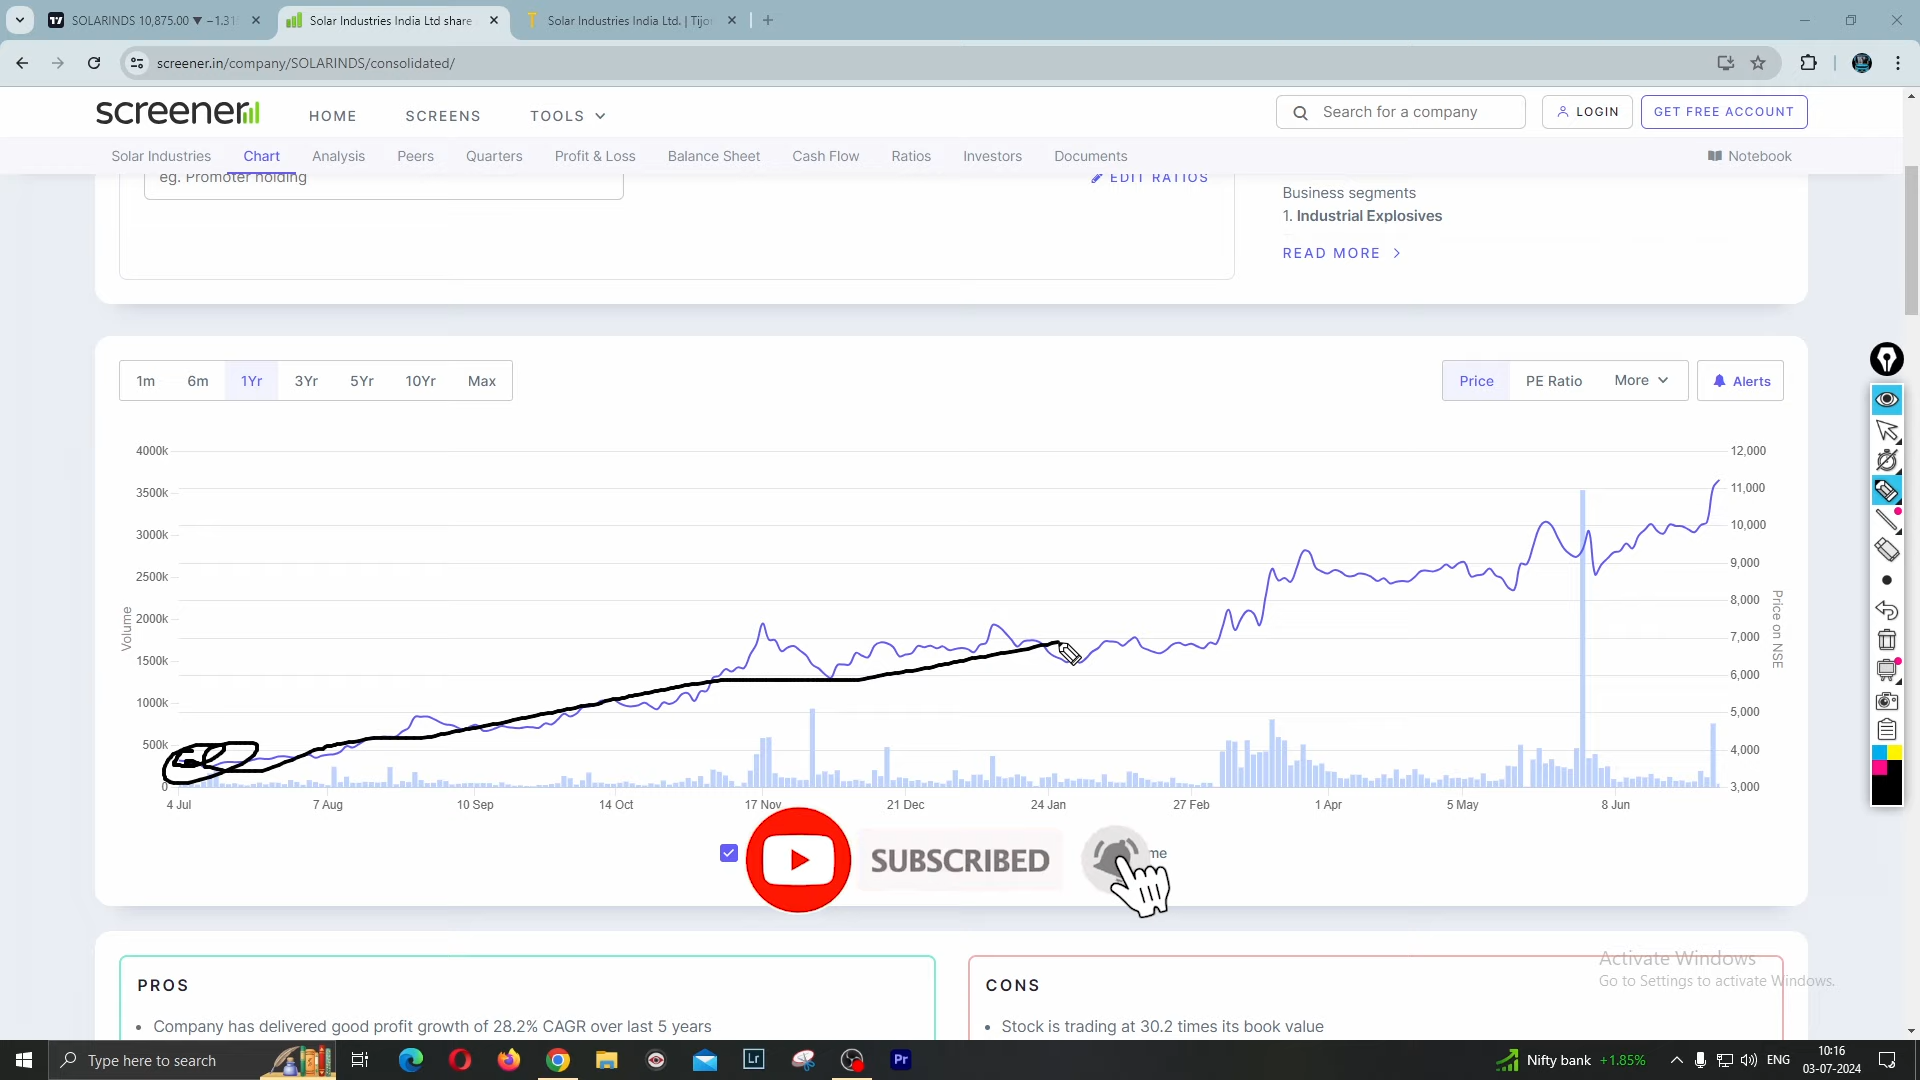 SOLARINDS 10,875.00 ▼ −1.31
Solar Industries India Ltd share
Solar Industries India Ltd. | Tijor
screener.in/company/SOLARINDS/consolidated/
screener
HOME
SCREENS
TOOLS
Search for a company
LOGIN
GET FREE ACCOUNT
Solar Industries
Chart
Analysis
Peers
Quarters
Profit & Loss
Balance Sheet
Cash Flow
Ratios
Investors
Documents
Notebook
eg. Promoter holding
EDIT RATIOS
Business segments
1. Industrial Explosives
READ MORE
1m
6m
1Yr
3Yr
5Yr
10Yr
Max
Price
PE Ratio
More
Alerts
4000k
3500k
3000k
2500k
2000k
1500k
1000k
500k
0
Volume
12,000
11,000
10,000
9,000
8,000
7,000
6,000
5,000
4,000
3,000
Price on NSE
4 Jul
7 Aug
10 Sep
14 Oct
17 Nov
21 Dec
24 Jan
27 Feb
1 Apr
5 May
8 Jun
SUBSCRIBED
me
PROS
• Company has delivered good profit growth of 28.2% CAGR over last 5 years
CONS
• Stock is trading at 30.2 times its book value
Activate Windows
Go to Settings to activate Windows.
Type here to search
Lr
Pr
Nifty bank +1.85%
ENG
10:16
03-07-2024